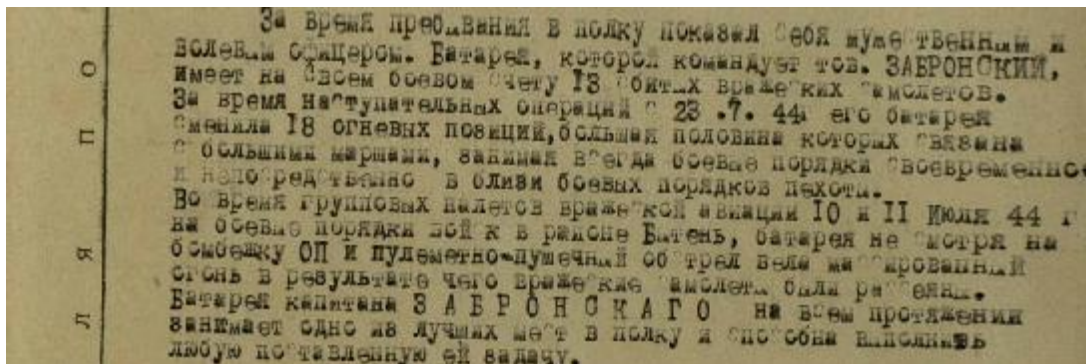 За время пребывания в полку показал себя мужественным и
волевым офицером. Батарея, которой командует тов. ЗАБРОНСКИЙ,
имеет на своем боевом счету 13 сбитых вражеских самолетов.
За время наступательных операций с 23 .7. 44г его батарея
сменила 18 огневых позиций,большая половина которых связана
с большими маршами, занимая всегда боевые порядки своевременно
и непосредственно в близи боевых порядков пехоты.
Во время групповых налетов вражеской авиации 10 и 11 Июля 44 г
на боевые порядки войск в районе Битень, батарея не смотря на
бомбежку ОП и пулеметно-пушечный обстрел вела массированный
огонь в результате чего вражеские самолеты были рассеяны.
Батарея капитана З А Б Р О Н С К А Г О на всем протяжении
занимает одно из лучших мест в полку и способна выполнить
любую поставленную ей задачу.
Л Я П О